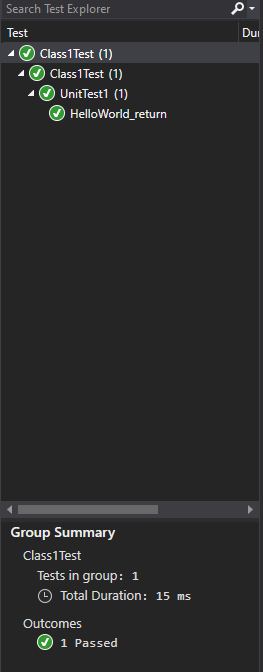 Search Test Explorer
Test Dur
Class1Test (1)
Class1Test (1)
UnitTest1 (1)
HelloWorld_return
Group Summary
Class1Test
Tests in group: 1
Total Duration: 15 ms
Outcomes
1 Passed